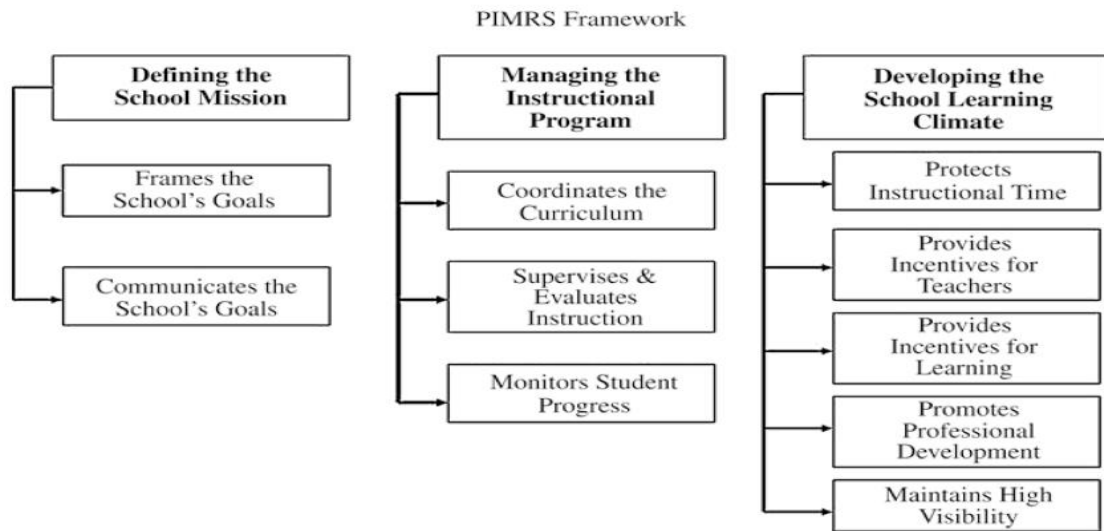 PIMRS Framework
Defining the
School Mission
Frames the
School's Goals
Communicates the
School's Goals
Managing the
Instructional
Program
Coordinates the
Curriculum
Supervises &
Evaluates
Instruction
Monitors Student
Progress
Developing the
School Learning
Climate
Protects
Instructional Time
Provides
Incentives for
Teachers
Provides
Incentives for
Learning
Promotes
Professional
Development
Maintains High
Visibility